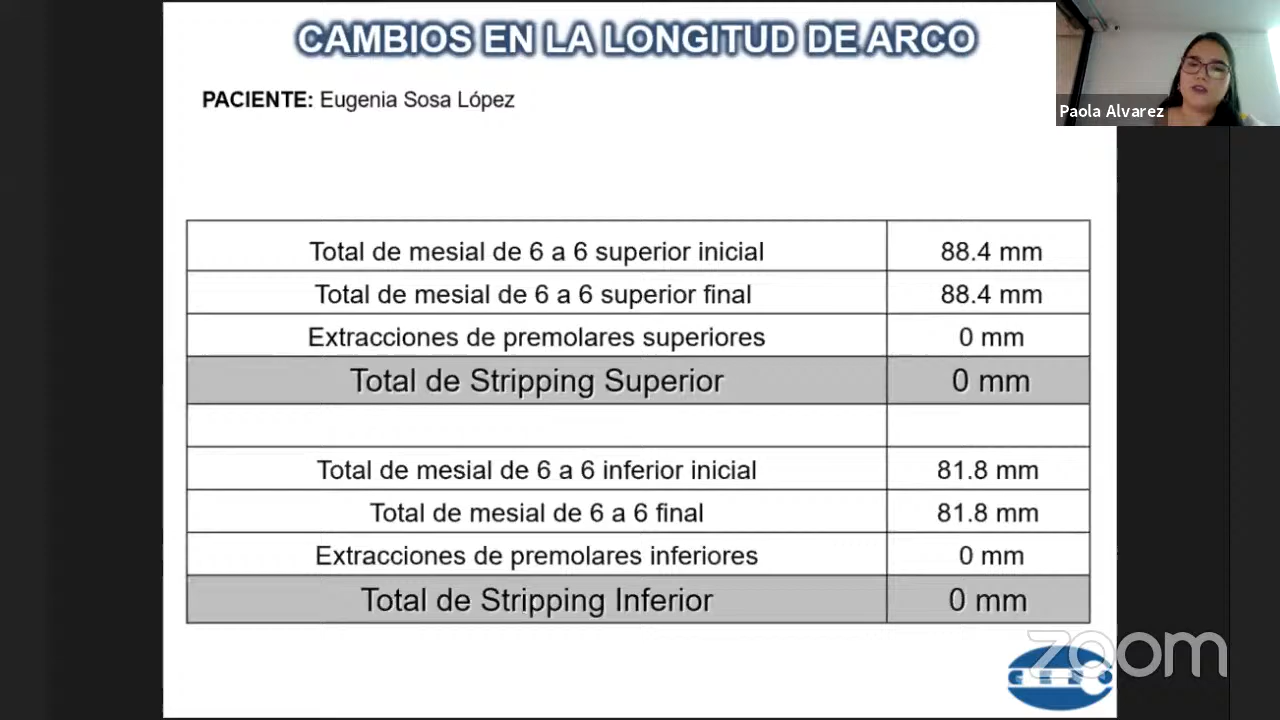 CAMBIOS EN LA LONGITUD DE ARCO
PACIENTE: Eugenia Sosa López
Paola Alvarez
Total de mesial de 6 a 6 superior inicial 88.4 mm
Total de mesial de 6 a 6 superior final 88.4 mm
Extracciones de premolares superiores 0 mm
Total de Stripping Superior 0 mm
Total de mesial de 6 a 6 inferior inicial 81.8 mm
Total de mesial de 6 a 6 final 81.8 mm
Extracciones de premolares inferiores 0 mm
Total de Stripping Inferior 0 mm
zoom